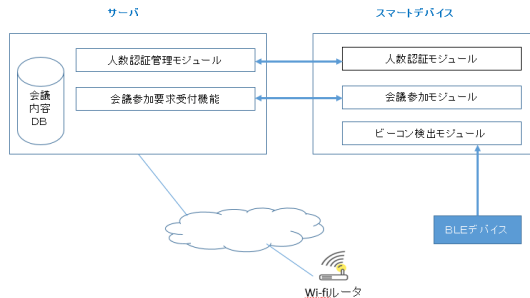 サーバ
スマートデバイス
人数認証管理モジュール
人数認証モジュール
会議
内容
DB
会議参加要求受付機能
会議参加モジュール
ビーコン検出モジュール
BLEデバイス
Wi-fiルータ